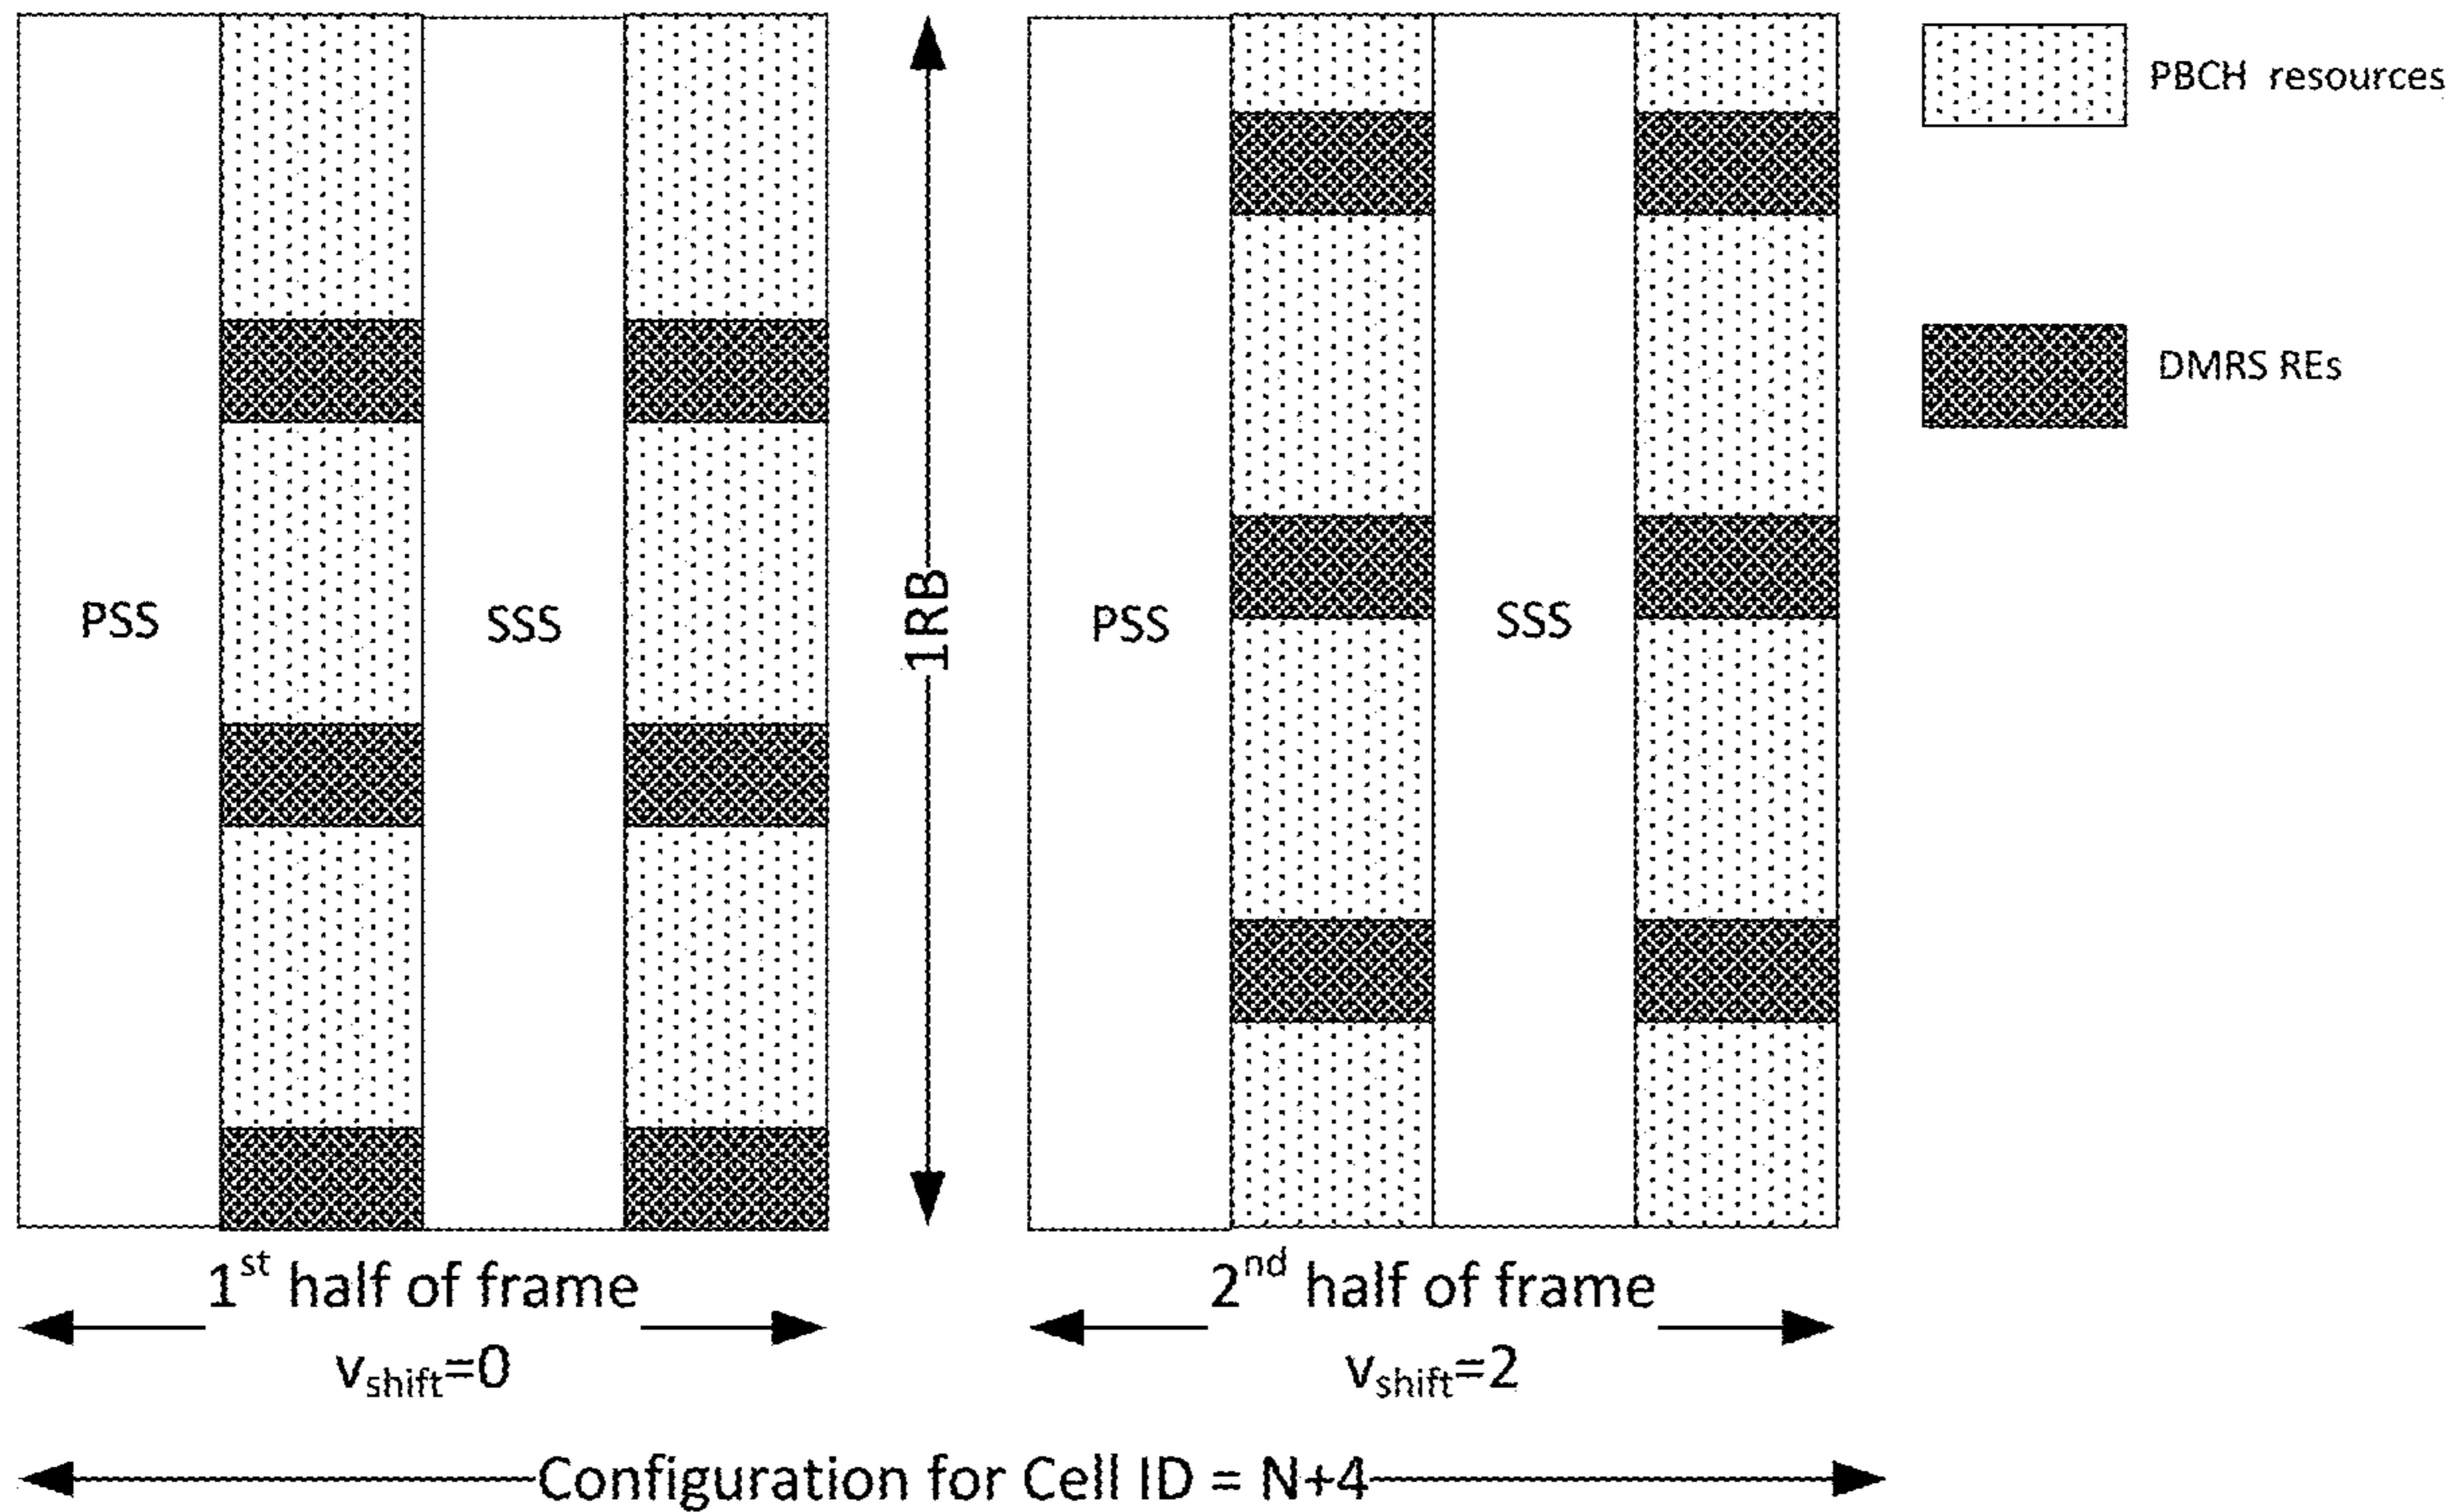 PBCH resources
DMRS REs
PSS
SSS
1RB
PSS
SSS
1st half of frame
vshift=0
2nd half of frame
vshift=2
Configuration for Cell ID = N+4